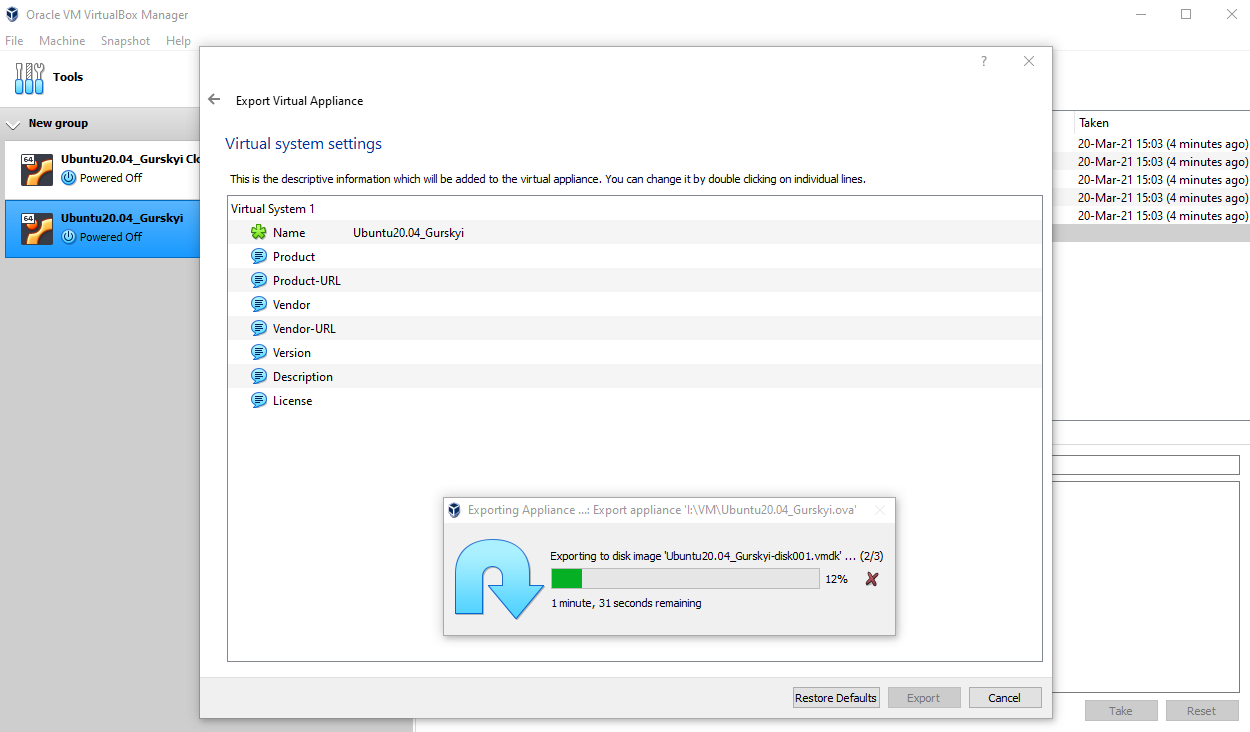 Oracle VM VirtualBox Manager
File Machine Snapshot Help
Tools
New group
64
Ubuntu20.04_Gurskyi Clo
Powered Off
64
Ubuntu20.04_Gurskyi
Powered Off
?
Export Virtual Appliance
Virtual system settings
This is the descriptive information which will be added to the virtual appliance. You can change it by double clicking on individual lines.
Virtual System 1
Name Ubuntu20.04_Gurskyi
Product
Product-URL
Vendor
Vendor-URL
Version
Description
License
Exporting Appliance ...: Export appliance 'I:\VM\Ubuntu20.04_Gurskyi.ova'
Exporting to disk image 'Ubuntu20.04_Gurskyi-disk001.vmdk' ... (2/3)
12%
1 minute, 31 seconds remaining
Restore Defaults Export Cancel
Taken
20-Mar-21 15:03 (4 minutes ago)
20-Mar-21 15:03 (4 minutes ago)
20-Mar-21 15:03 (4 minutes ago)
20-Mar-21 15:03 (4 minutes ago)
20-Mar-21 15:03 (4 minutes ago)
Take Reset